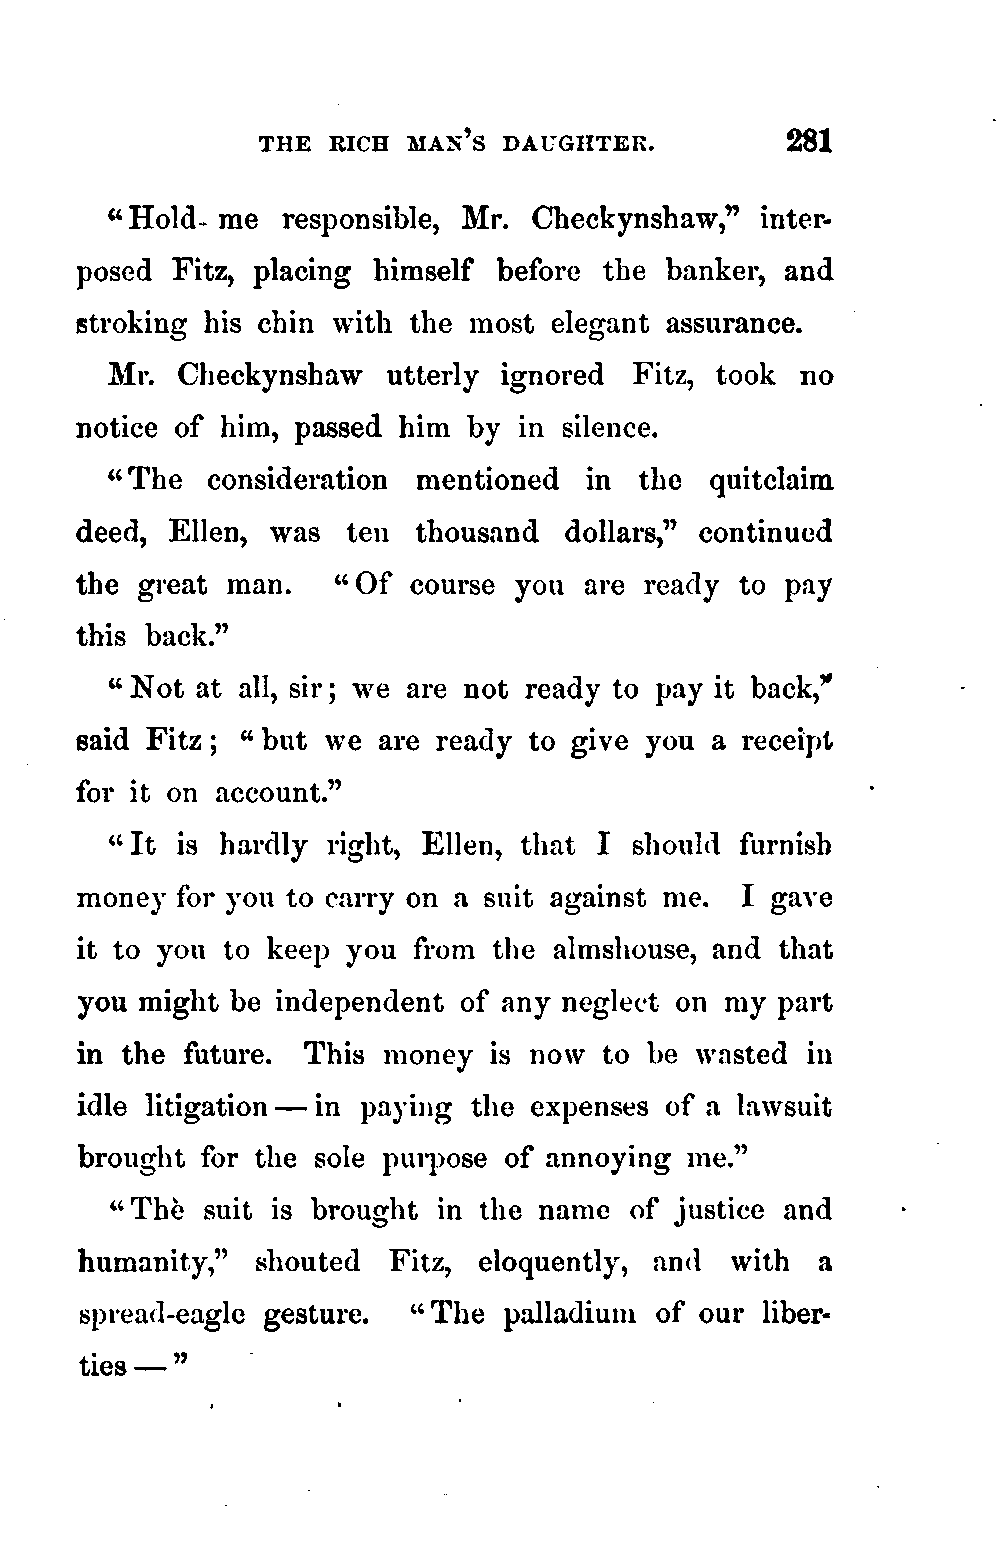 THE RICH MAN'S DAUGHTER. 281
"Hold me responsible, Mr. Checkynshaw," inter-
posed Fitz, placing himself before the banker, and
stroking his chin with the most elegant assurance.
Mr. Checkynshaw utterly ignored Fitz, took no
notice of him, passed him by in silence.
"The consideration mentioned in the quitclaim
deed, Ellen, was ten thousand dollars," continued
the great man. "Of course you are ready to pay
this back."
"Not at all, sir; we are not ready to pay it back,"
said Fitz; "but we are ready to give you a receipt
for it on account."
"It is hardly right, Ellen, that I should furnish
money for you to carry on a suit against me. I gave
it to you to keep you from the almshouse, and that
you might be independent of any neglect on my part
in the future. This money is now to be wasted in
idle litigation — in paying the expenses of a lawsuit
brought for the sole purpose of annoying me."
"The suit is brought in the name of justice and
humanity," shouted Fitz, eloquently, and with a
spread-eagle gesture. "The palladium of our liber-
ties — "